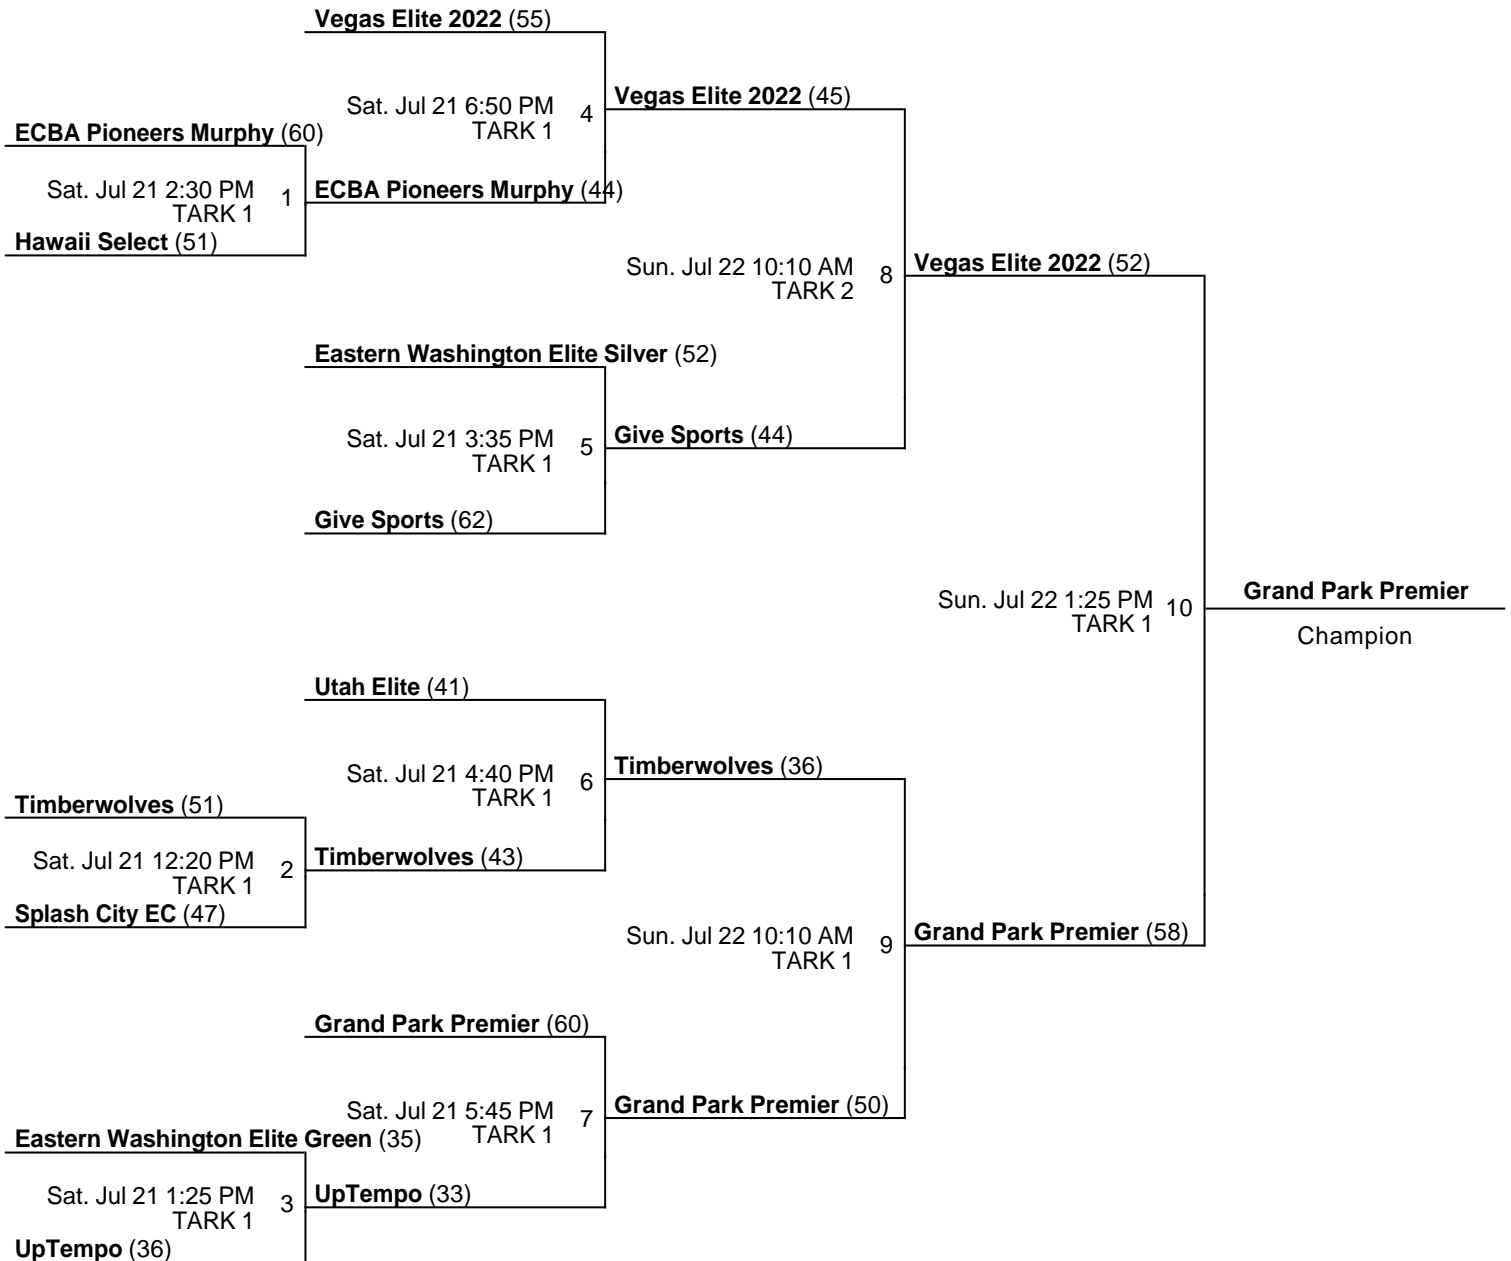 Vegas Elite 2022 (55)
Sat. Jul 21 6:50 PM
TARK 1
4
Vegas Elite 2022 (45)
ECBA Pioneers Murphy (60)
Sat. Jul 21 2:30 PM
TARK 1
1
ECBA Pioneers Murphy (44)
Hawaii Select (51)
Sun. Jul 22 10:10 AM
TARK 2
8
Vegas Elite 2022 (52)
Eastern Washington Elite Silver (52)
Sat. Jul 21 3:35 PM
TARK 1
5
Give Sports (44)
Give Sports (62)
Sun. Jul 22 1:25 PM
TARK 1
10
Grand Park Premier
Champion
Utah Elite (41)
Sat. Jul 21 4:40 PM
TARK 1
6
Timberwolves (36)
Timberwolves (51)
Sat. Jul 21 12:20 PM
TARK 1
2
Timberwolves (43)
Splash City EC (47)
Sun. Jul 22 10:10 AM
TARK 1
9
Grand Park Premier (58)
Grand Park Premier (60)
Sat. Jul 21 5:45 PM
TARK 1
7
Grand Park Premier (50)
Eastern Washington Elite Green (35)
Sat. Jul 21 1:25 PM
TARK 1
3
UpTempo (33)
UpTempo (36)